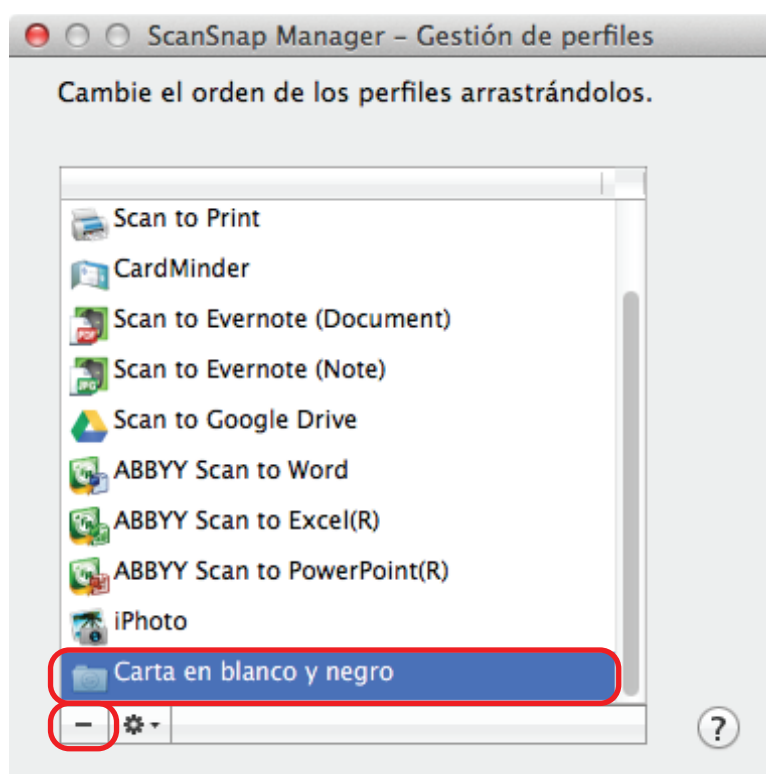 ScanSnap Manager – Gestión de perfiles
Cambie el orden de los perfiles arrastrándolos.
Scan to Print
CardMinder
Scan to Evernote (Document)
Scan to Evernote (Note)
Scan to Google Drive
ABBYY Scan to Word
ABBYY Scan to Excel(R)
ABBYY Scan to PowerPoint(R)
iPhoto
Carta en blanco y negro
?